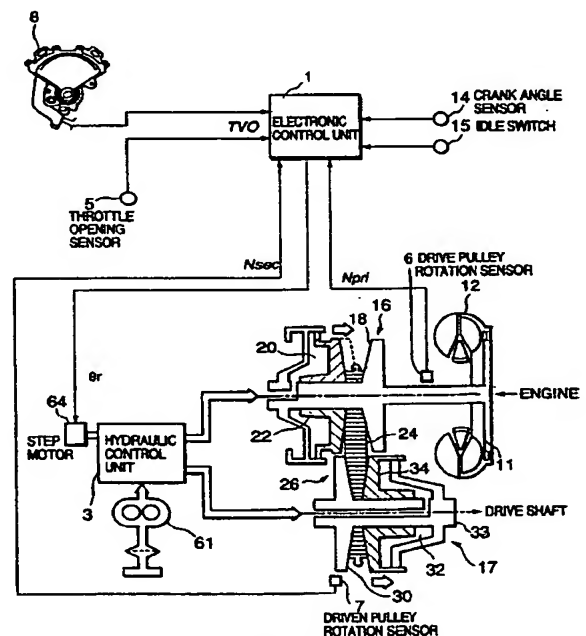 8
1
ELECTRONIC
CONTROL UNIT
14 CRANK ANGLE
SENSOR
15 IDLE SWITCH
TVO
5
THROTTLE
OPENING SENSOR
Nsec
Npri
6 DRIVE PULLEY
ROTATION SENSOR
12
16
18
20
θr
64
STEP
MOTOR
HYDRAULIC
CONTROL
UNIT
3
22
24
ENGINE
11
34
26
61
DRIVE SHAFT
33
32
17
30
7
DRIVEN PULLEY
ROTATION SENSOR